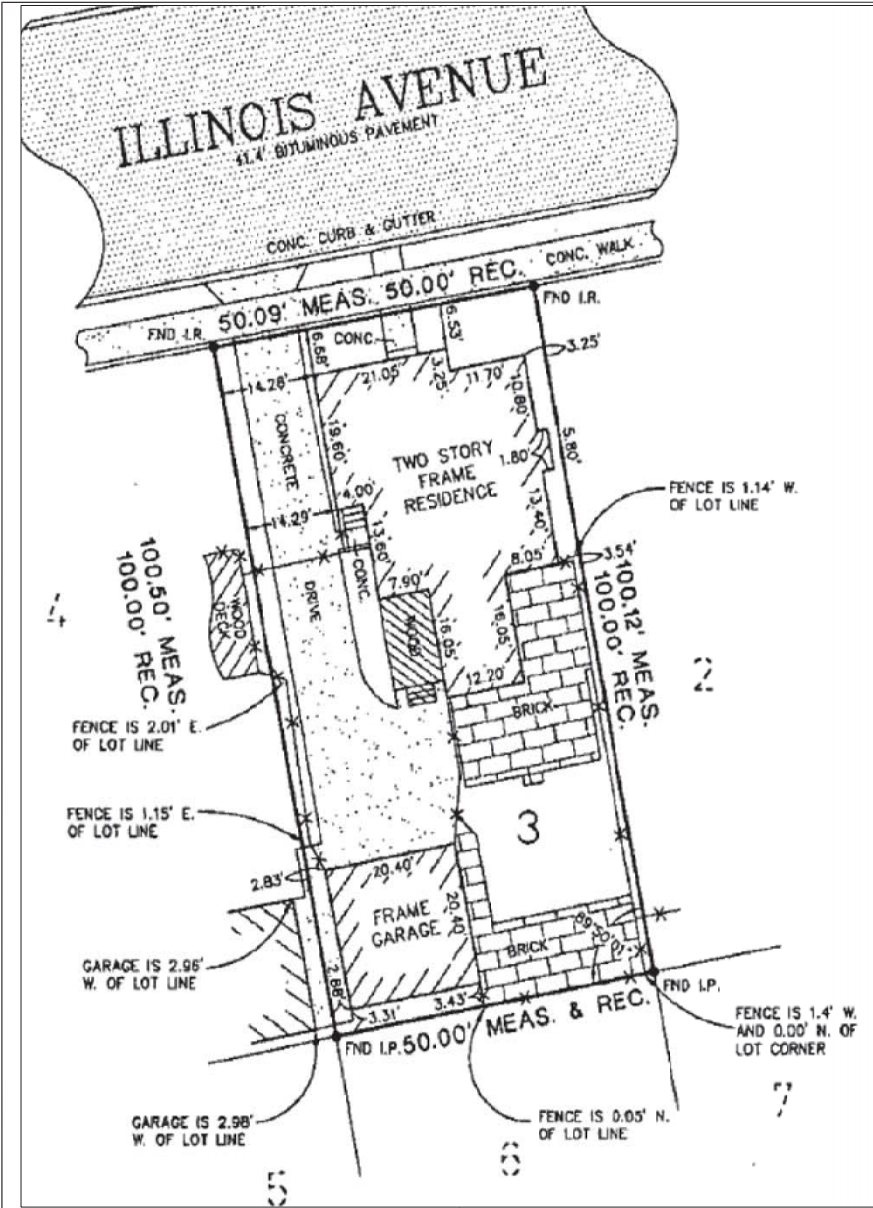 ILLINOIS AVENUE
41.4' BITUMINOUS PAVEMENT
CONC. CURB & GUTTER
CONC. WALK
50.09' MEAS. 50.00' REC.
FND I.R.
FND I.R.
6.58'
CONC.
6.53'
3.25'
14.28'
21.05'
3.25'
11.70'
10.80'
CONCRETE
19.60'
TWO STORY
FRAME
RESIDENCE
1.80'
5.80'
4.00'
13.40'
FENCE IS 1.14' W.
OF LOT LINE
14.29'
13.60'
8.05'
3.54'
100.50' MEAS.
100.00' REC.
CONC.
DRIVE
WOOD
DECK
7.90'
WOOD
16.05'
16.05'
100.12' MEAS.
100.00' REC.
4
2
12.20'
BRICK
FENCE IS 2.01' E.
OF LOT LINE
FENCE IS 1.15' E.
OF LOT LINE
3
2.83'
20.40'
20.40'
FRAME
GARAGE
BRICK
89°50'01"
GARAGE IS 2.96'
W. OF LOT LINE
2.88'
3.31'
3.43'
FND I.P.
FND I.P.
50.00' MEAS. & REC.
FENCE IS 1.4' W.
AND 0.00' N. OF
LOT CORNER
GARAGE IS 2.98'
W. OF LOT LINE
FENCE IS 0.05' N.
OF LOT LINE
7
6
5